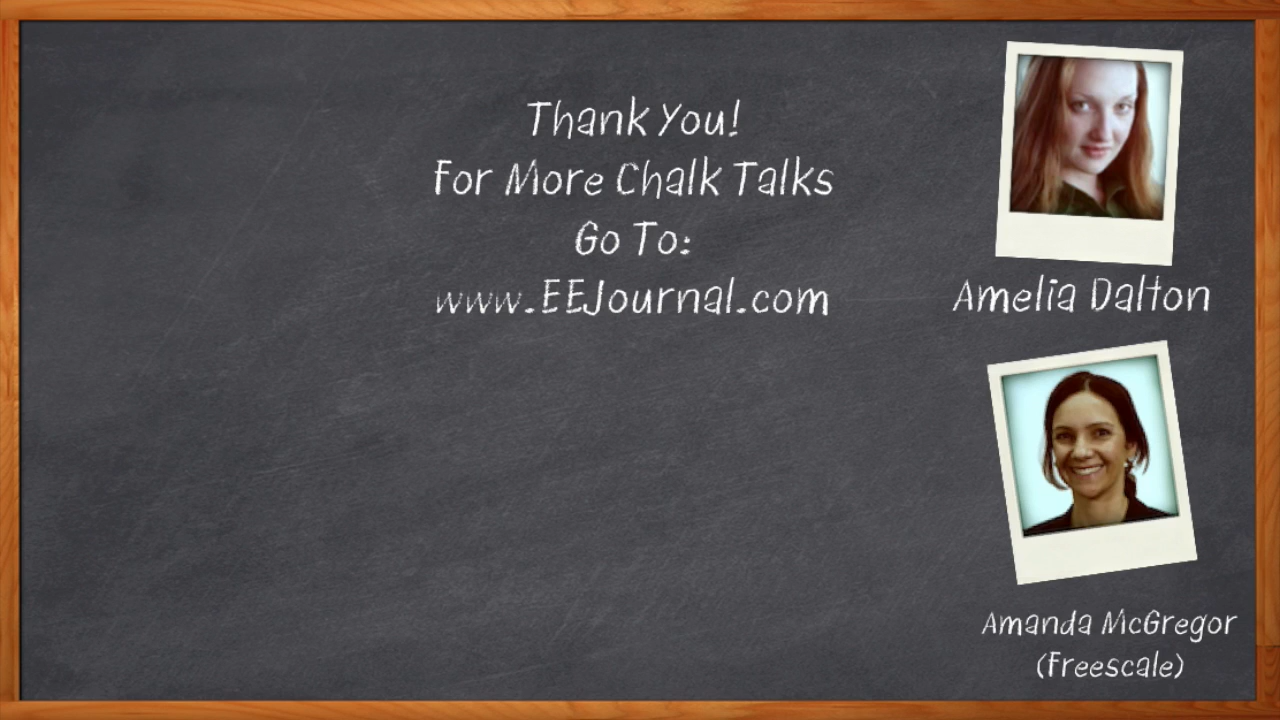 Thank You!
For More Chalk Talks
Go To:
www.EEJournal.com
Amelia Dalton
Amanda McGregor
(Freescale)